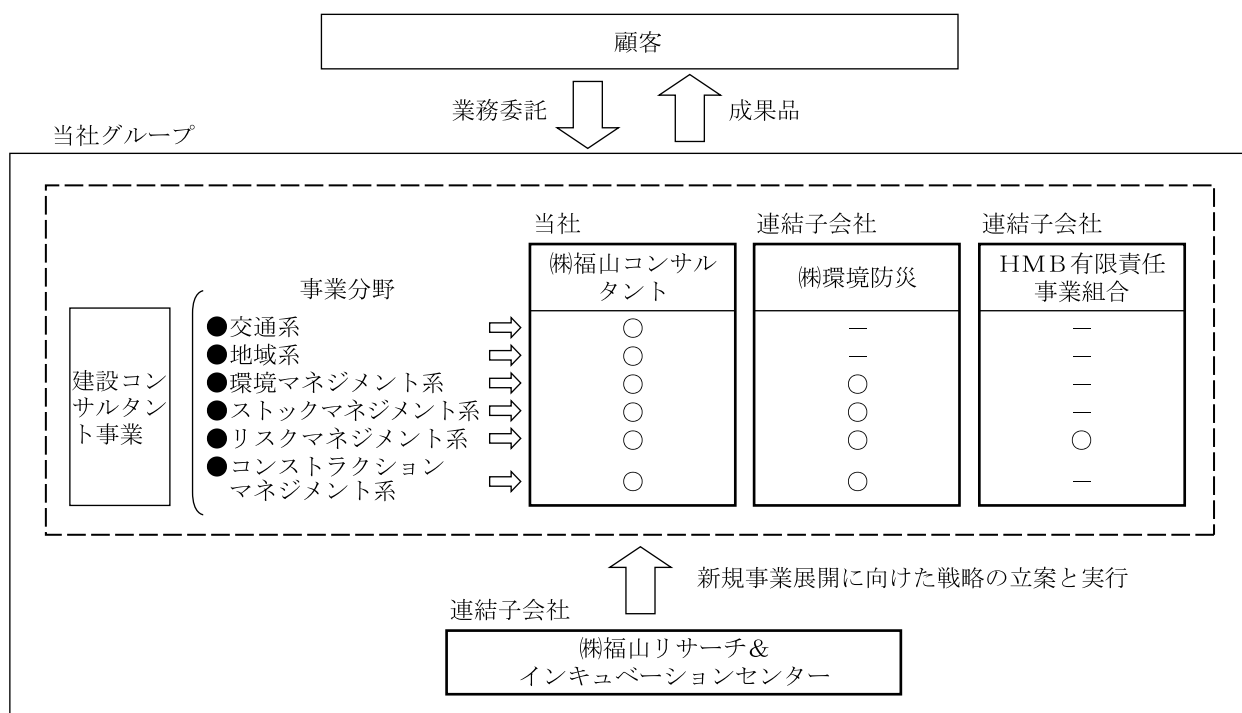 顧客
業務委託
成果品
当社グループ
当社
連結子会社
連結子会社
㈱福山コンサル
タント
㈱環境防災
HMB有限責任
事業組合
事業分野
建設コン
サルタン
ト事業
●交通系 ○ － －
●地域系 ○ － －
●環境マネジメント系 ○ ○ －
●ストックマネジメント系 ○ ○ －
●リスクマネジメント系 ○ ○ ○
●コンストラクション
マネジメント系 ○ ○ －
新規事業展開に向けた戦略の立案と実行
連結子会社
㈱福山リサーチ＆
インキュベーションセンター